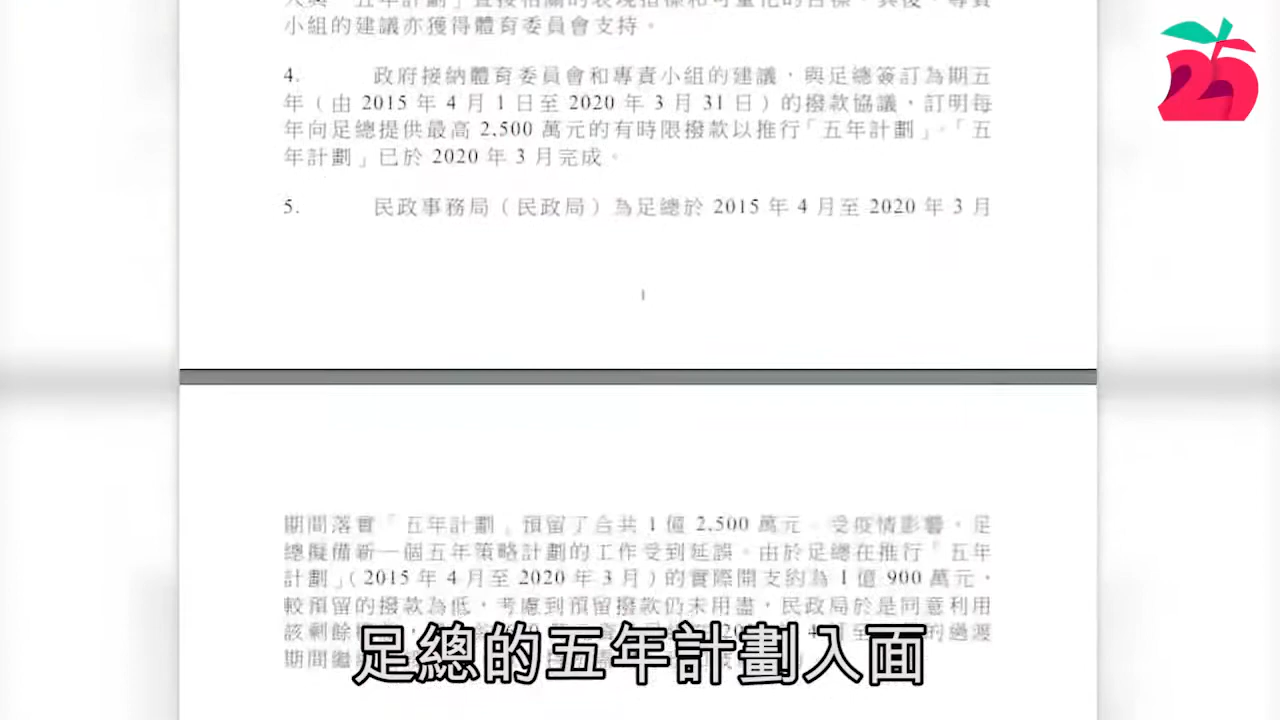 小組的建議亦獲得體育委員會支持。
4. 政府接納體育委員會和專責小組的建議，與足總簽訂為期五
年（由 2015 年 4 月 1 日至 2020 年 3 月 31 日）的撥款協議，訂明每
年向足總提供最高 2,500 萬元的有時限撥款以推行「五年計劃」。「五
年計劃」已於 2020 年 3 月完成。
5. 民政事務局（民政局）為足總於 2015 年 4 月至 2020 年 3 月
1
期間落實「五年計劃」預留了合共 1 億 2,500 萬元。受疫情影響，足
總擬備新一個五年策略計劃的工作受到延誤。由於足總在推行「五年
計劃」（2015 年 4 月至 2020 年 3 月）的實際開支約為 1 億 900 萬元，
較預留的撥款為低，考慮到預留撥款仍未用盡，民政局於是同意利用
該剩餘 的過渡
期間繼
足總的五年計劃入面
25